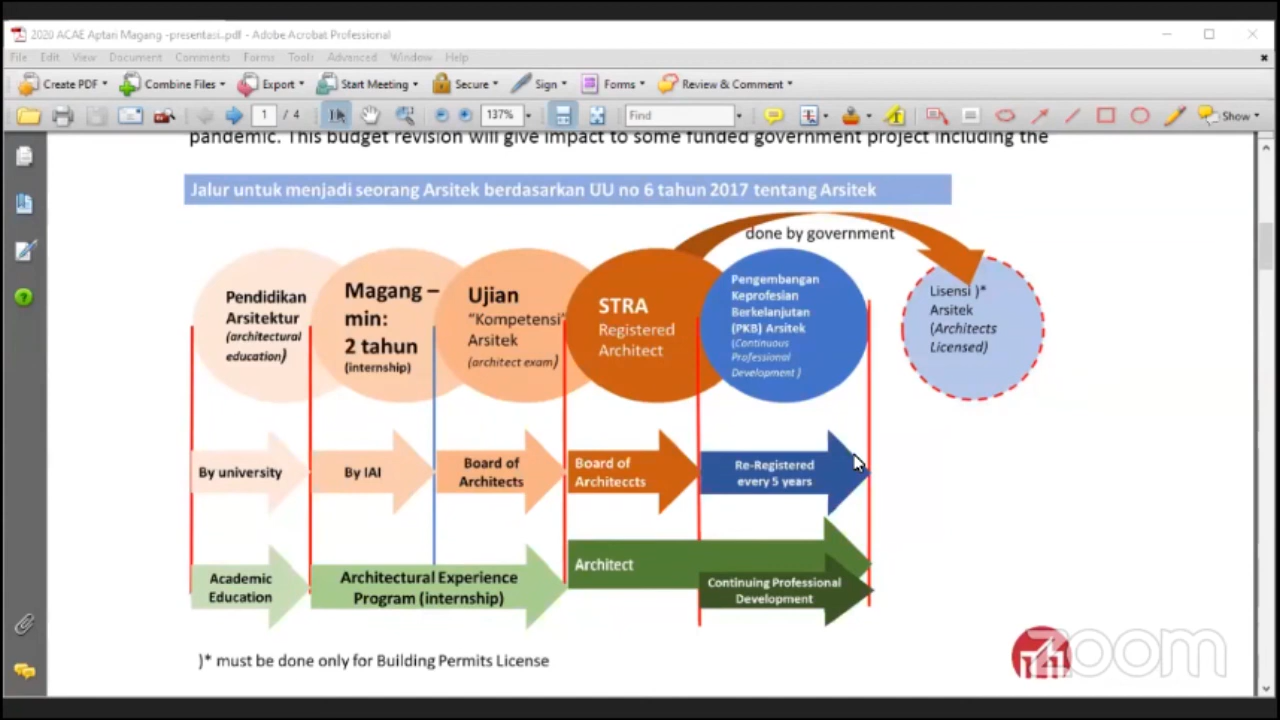 2020 ACAE Aptari Magang -presentasi..pdf - Adobe Acrobat Professional
File Edit View Document Comments Forms Tools Advanced Window Help
Create PDF Combine Files Export Start Meeting Secure Sign Forms Review & Comment
1 / 4 137% Find Show
pandemic. This budget revision will give impact to some funded government project including the
Jalur untuk menjadi seorang Arsitek berdasarkan UU no 6 tahun 2017 tentang Arsitek
done by government
Pendidikan
Arsitektur
(architectural
education)
Magang –
min:
2 tahun
(internship)
Ujian
"Kompetensi"
Arsitek
(architect exam)
STRA
Registered
Architect
Pengembangan
Keprofesian
Berkelanjutan
(PKB) Arsitek
(Continuous
Professional
Development )
Lisensi )*
Arsitek
(Architects
Licensed)
By university
By IAI
Board of
Architects
Board of
Architeccts
Re-Registered
every 5 years
Academic
Education
Architectural Experience
Program (internship)
Architect
Continuing Professional
Development
)* must be done only for Building Permits License
zoom